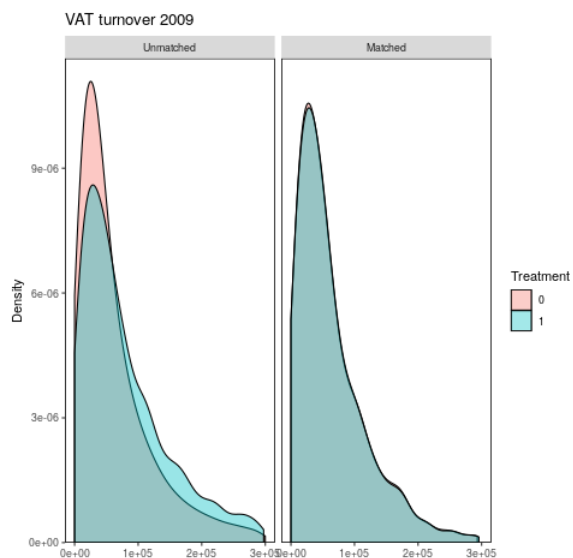 VAT turnover 2009
Unmatched Matched
9e-06
6e-06
3e-06
0e+00
Density
0e+00 1e+05 2e+05 3e+05 0e+00 1e+05 2e+05 3e+05
Treatment
0
1